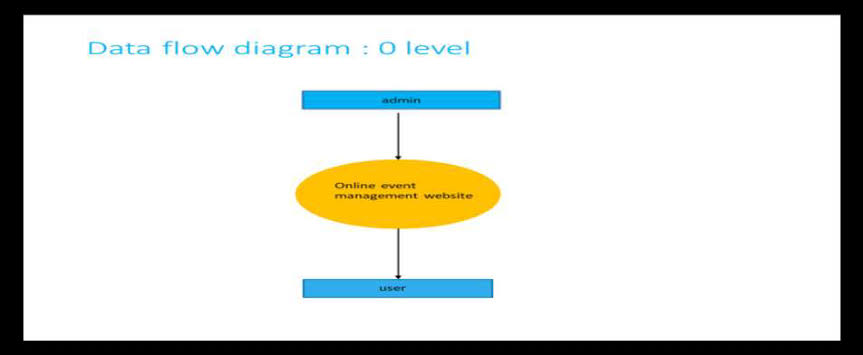 Data flow diagram : 0 level
admin
Online event
management website
user